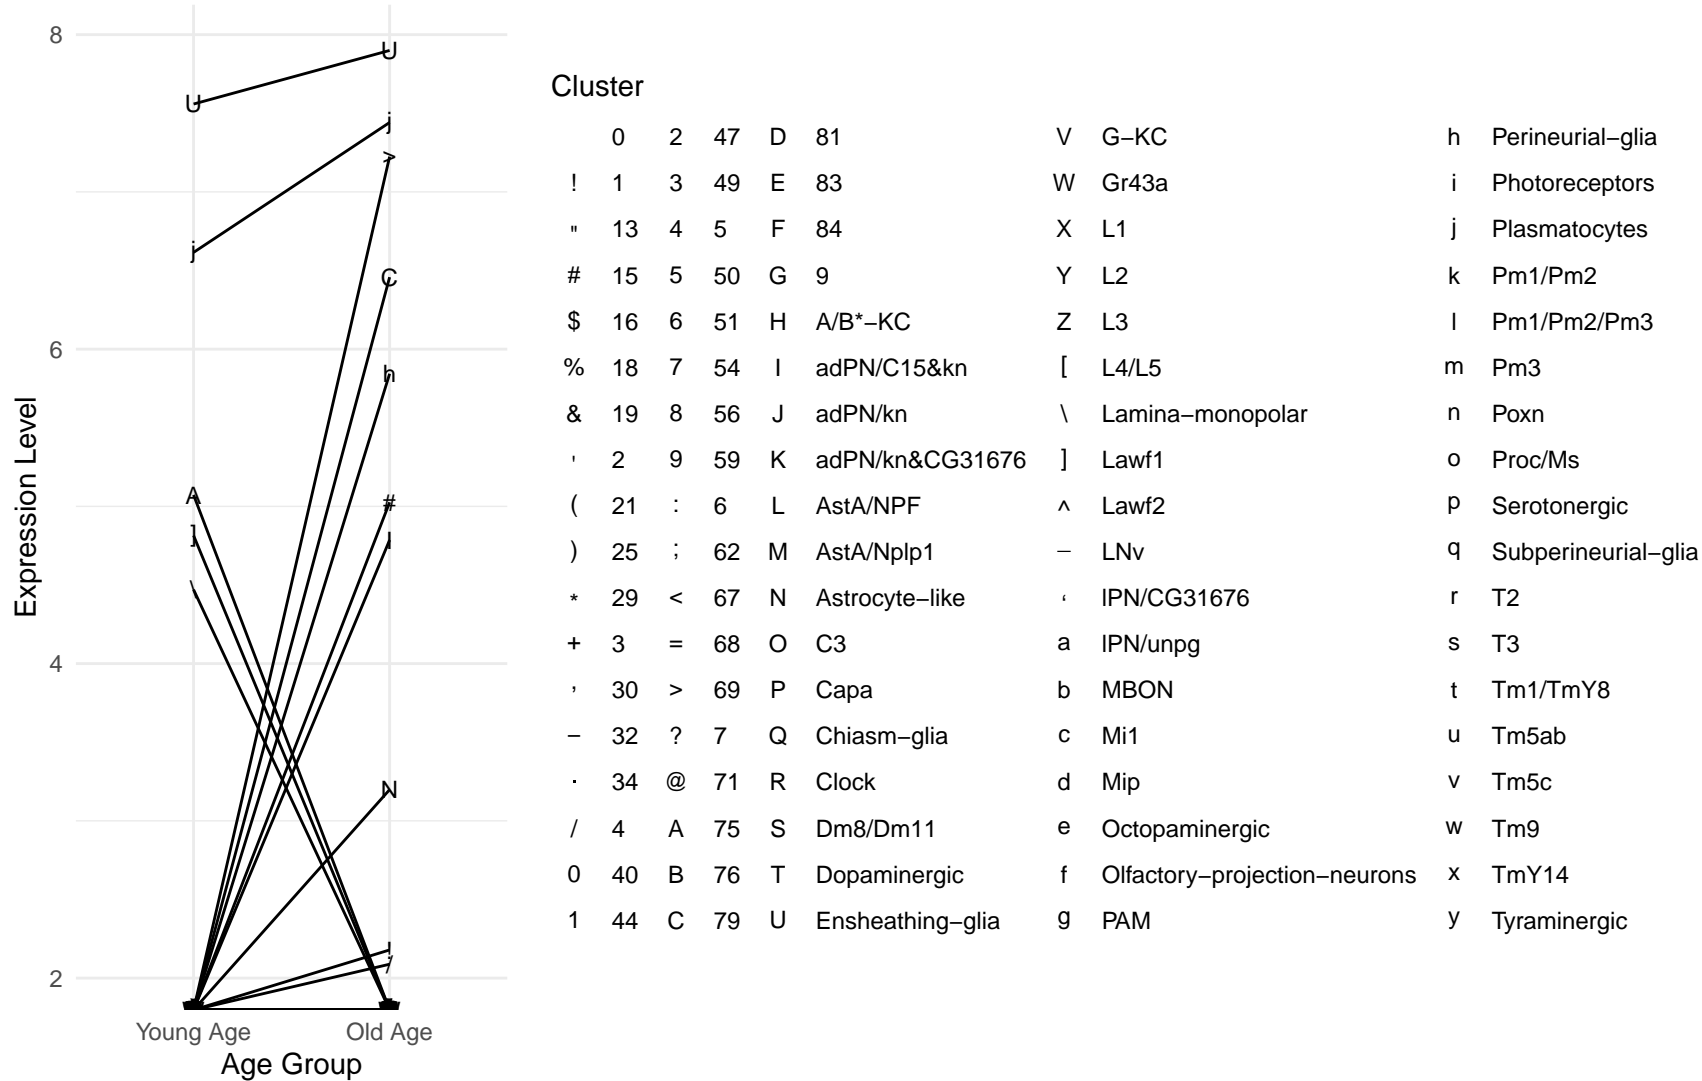 Cluster
0 2 47 D 81 V G−KC h Perineurial−glia
! 1 3 49 E 83 W Gr43a i Photoreceptors
" 13 4 5 F 84 X L1 j Plasmatocytes
# 15 5 50 G 9 Y L2 k Pm1/Pm2
$ 16 6 51 H A/B*−KC Z L3 l Pm1/Pm2/Pm3
% 18 7 54 I adPN/C15&kn [ L4/L5 m Pm3
& 19 8 56 J adPN/kn \ Lamina−monopolar n Poxn
' 2 9 59 K adPN/kn&CG31676 ] Lawf1 o Proc/Ms
( 21 : 6 L AstA/NPF ^ Lawf2 p Serotonergic
) 25 ; 62 M AstA/Nplp1 − LNv q Subperineurial−glia
* 29 < 67 N Astrocyte−like ‘ lPN/CG31676 r T2
+ 3 = 68 O C3 a lPN/unpg s T3
, 30 > 69 P Capa b MBON t Tm1/TmY8
− 32 ? 7 Q Chiasm−glia c Mi1 u Tm5ab
. 34 @ 71 R Clock d Mip v Tm5c
/ 4 A 75 S Dm8/Dm11 e Octopaminergic w Tm9
0 40 B 76 T Dopaminergic f Olfactory−projection−neurons x TmY14
1 44 C 79 U Ensheathing−glia g PAM y Tyraminergic
8
6
4
2
Expression Level
U
U
j
j
>
C
h
A
#
]
\
N
/
Young Age Old Age
Age Group